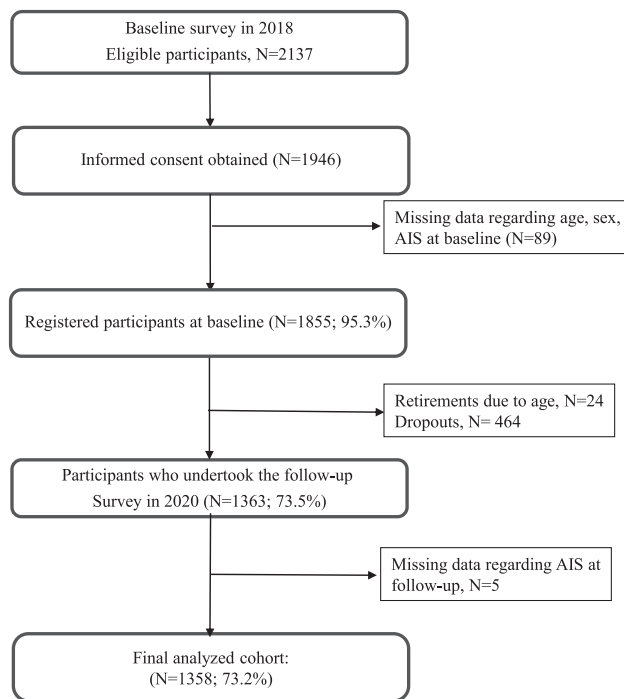 Baseline survey in 2018
Eligible participants, N=2137
Informed consent obtained (N=1946)
Missing data regarding age, sex,
AIS at baseline (N=89)
Registered participants at baseline (N=1855; 95.3%)
Retirements due to age, N=24
Dropouts, N= 464
Participants who undertook the follow-up
Survey in 2020 (N=1363; 73.5%)
Missing data regarding AIS at
follow-up, N=5
Final analyzed cohort:
(N=1358; 73.2%)